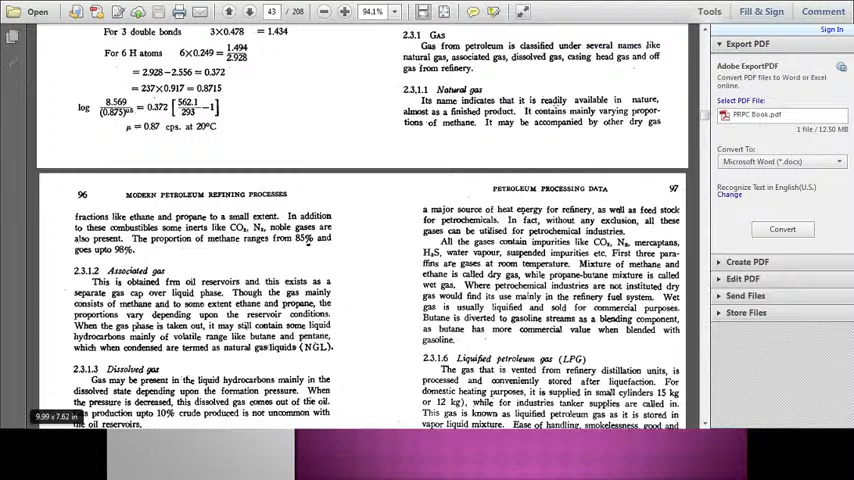 Open
43 / 208
94.1%
Tools
Fill & Sign
Comment
Sign In
For 3 double bonds 3×0.478 = 1.434
For 6 H atoms 6×0.249 = 1.494
2.928
= 2.928−2.556 = 0.372
= 237×0.917 = 0.8715
log 8.569 / (0.875) = 0.372 [ 562.1 / 293 −1 ]
μ = 0.87 cps. at 20°C
2.3.1 GAS
Gas from petroleum is classified under several names like
natural gas, associated gas, dissolved gas, casing head gas and off
gas from refinery.
2.3.1.1 Natural gas
Its name indicates that it is readily available in nature,
almost as a finished product. It contains mainly varying propor-
tions of methane. It may be accompanied by other dry gas
96 MODERN PETROLEUM REFINING PROCESSES
fractions like ethane and propane to a small extent. In addition
to these combustibles some inerts like CO₂, N₂, noble gases are
also present. The proportion of methane ranges from 85% and
goes upto 98%.
2.3.1.2 Associated gas
This is obtained frm oil reservoirs and this exists as a
separate gas cap over liquid phase. Though the gas mainly
consists of methane and to some extent ethane and propane, the
proportions vary depending upon the reservoir conditions.
When the gas phase is taken out, it may still contain some liquid
hydrocarbons mainly of volatile range like butane and pentane,
which when condensed are termed as natural gas liquids (NGL).
2.3.1.3 Dissolved gas
Gas may be present in the liquid hydrocarbons mainly in the
dissolved state depending upon the formation pressure. When
the pressure is decreased, this dissolved gas comes out of the oil.
production upto 10% crude produced is not uncommon with
the oil reservoirs.
9.99 x 7.62 in
PETROLEUM PROCESSING DATA 97
a major source of heat energy for refinery, as well as feed stock
for petrochemicals. In fact, without any exclusion, all these
gases can be utilised for petrochemical industries.
All the gases contain impurities like CO₂, N₂, mercaptans,
H₂S, water vapour, suspended impurities etc. First three para-
ffins are gases at room temperature. Mixture of methane and
ethane is called dry gas, while propane-butane mixture is called
wet gas. Where petrochemical industries are not instituted dry
gas would find its use mainly in the refinery fuel system. Wet
gas is usually liquified and sold for commercial purposes.
Butane is diverted to gasoline streams as a blending component,
as butane has more commercial value when blended with
gasoline.
2.3.1.6 Liquified petroleum gas (LPG)
The gas that is vented from refinery distillation units, is
processed and conveniently stored after liquefaction. For
domestic heating purposes, it is supplied in small cylinders 15 kg
or 12 kg), while for industries tanker supplies are called in.
This gas is known as liquified petroleum gas as it is stored in
vapor liquid mixture. Ease of handling, smokelessness, good and
Export PDF
Adobe ExportPDF
Convert PDF files to Word or Excel
online.
Select PDF File:
PRPC Book.pdf
1 file / 12.50 MB
Convert To:
Microsoft Word (*.docx)
Recognize Text in English(U.S.)
Change
Convert
Create PDF
Edit PDF
Send Files
Store Files